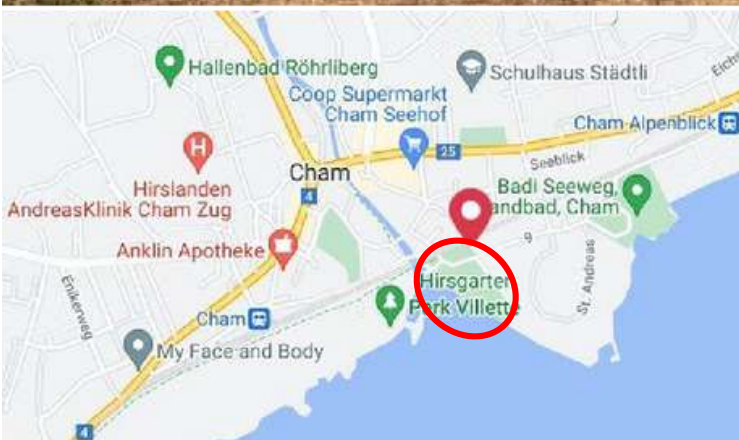 Hallenbad Röhrliberg
Schulhaus Städtli
Coop Supermarkt
Cham Seehof
Cham Alpenblick
25
Seeblick
Cham
4
Hirslanden
AndreasKlinik Cham Zug
Badi Seeweg,
andbad, Cham
Anklin Apotheke
9
Hirsgarten
Park Villette
St. Andreas
Enikerweg
Cham
My Face and Body
4